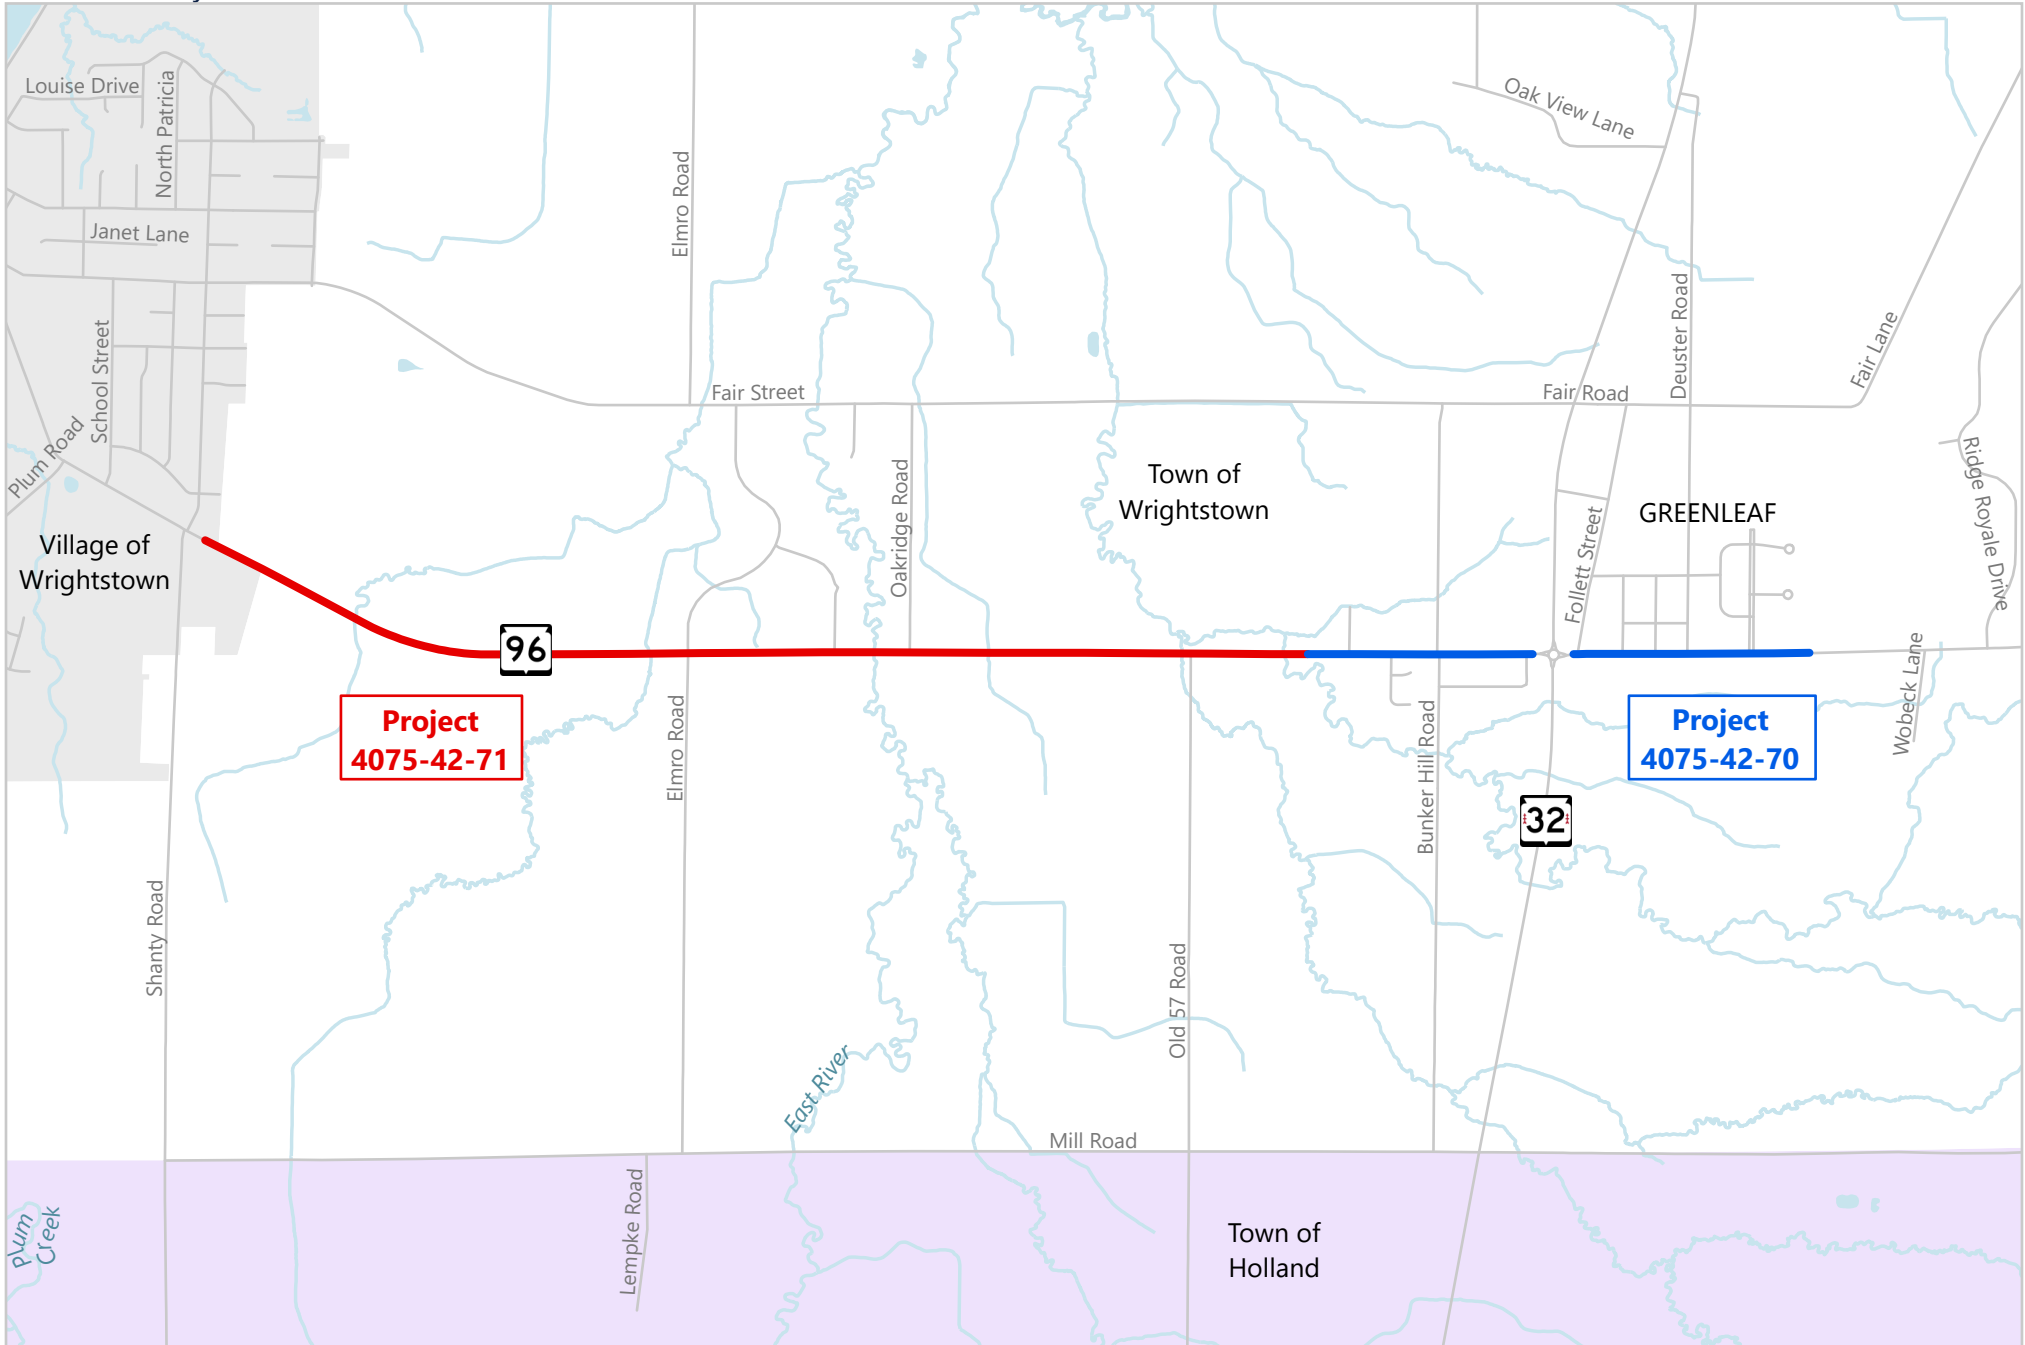 Louise Drive
North Patricia
Janet Lane
School Street
Plum Road
Village of
Wrightstown
Elmro Road
Fair Street
Oakridge Road
Town of
Wrightstown
Oak View Lane
Deuster Road
Fair Road
Fair Lane
Ridge Royale Drive
GREENLEAF
Follett Street
96
Project
4075-42-71
Elmro Road
Bunker Hill Road
Project
4075-42-70
Wobeck Lane
32
Shanty Road
Old 57 Road
East River
Mill Road
Plum
Creek
Lempke Road
Town of
Holland